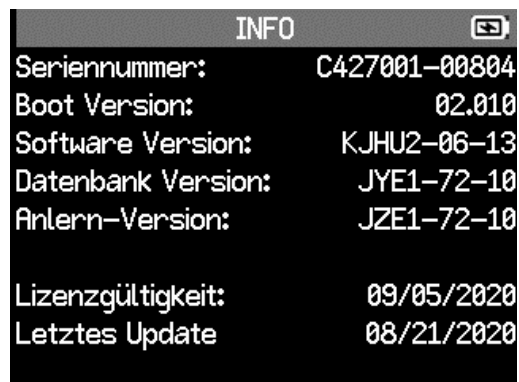 INFO
Seriennummer: C427001-00804
Boot Version: 02.010
Software Version: KJHU2-06-13
Datenbank Version: JYE1-72-10
Anlern-Version: JZE1-72-10
Lizenzgültigkeit: 09/05/2020
Letztes Update 08/21/2020